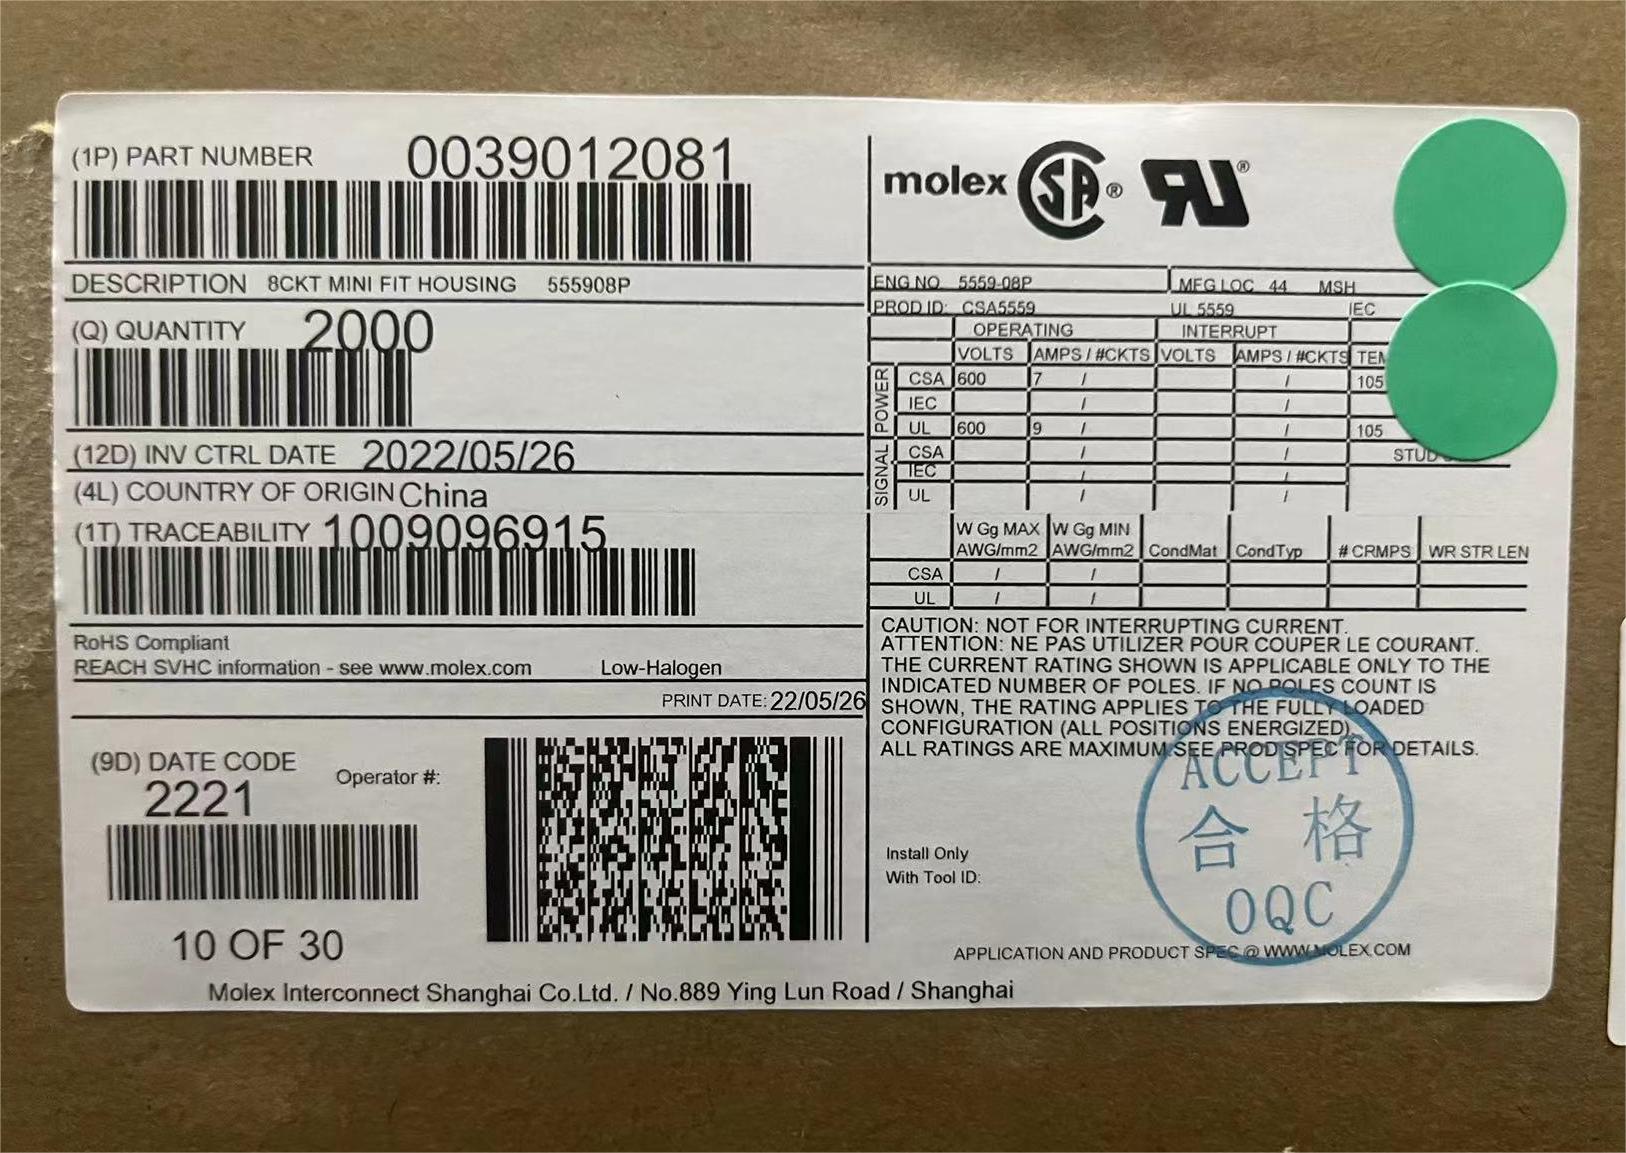 (1P) PART NUMBER 0039012081
DESCRIPTION 8CKT MINI FIT HOUSING 555908P
(Q) QUANTITY 2000
(12D) INV CTRL DATE 2022/05/26
(4L) COUNTRY OF ORIGIN China
(1T) TRACEABILITY 1009096915
RoHS Compliant
REACH SVHC information - see www.molex.com Low-Halogen
PRINT DATE: 22/05/26
(9D) DATE CODE
2221
Operator #:
10 OF 30
molex SA® RU®
ENG NO 5559-08P MFG LOC 44 MSH
PROD ID: CSA5559 UL 5559 IEC
OPERATING INTERRUPT
VOLTS AMPS / #CKTS VOLTS AMPS / #CKTS
POWER
CSA 600 7 / / 105
IEC / /
UL 600 9 / / 105
SIGNAL
CSA / /
IEC / /
UL / /
W Gg MAX W Gg MIN
AWG/mm2 AWG/mm2 CondMat CondTyp # CRMPS WR STR LEN
CSA / /
UL / /
CAUTION: NOT FOR INTERRUPTING CURRENT.
ATTENTION: NE PAS UTILIZER POUR COUPER LE COURANT.
THE CURRENT RATING SHOWN IS APPLICABLE ONLY TO THE
INDICATED NUMBER OF POLES. IF NO POLES COUNT IS
SHOWN, THE RATING APPLIES TO THE FULLY LOADED
CONFIGURATION (ALL POSITIONS ENERGIZED)
ALL RATINGS ARE MAXIMUM SEE PROD SPEC FOR DETAILS.
ACCEPT
合格
OQC
Install Only
With Tool ID:
APPLICATION AND PRODUCT SPEC @ WWW.MOLEX.COM
Molex Interconnect Shanghai Co.Ltd. / No.889 Ying Lun Road / Shanghai